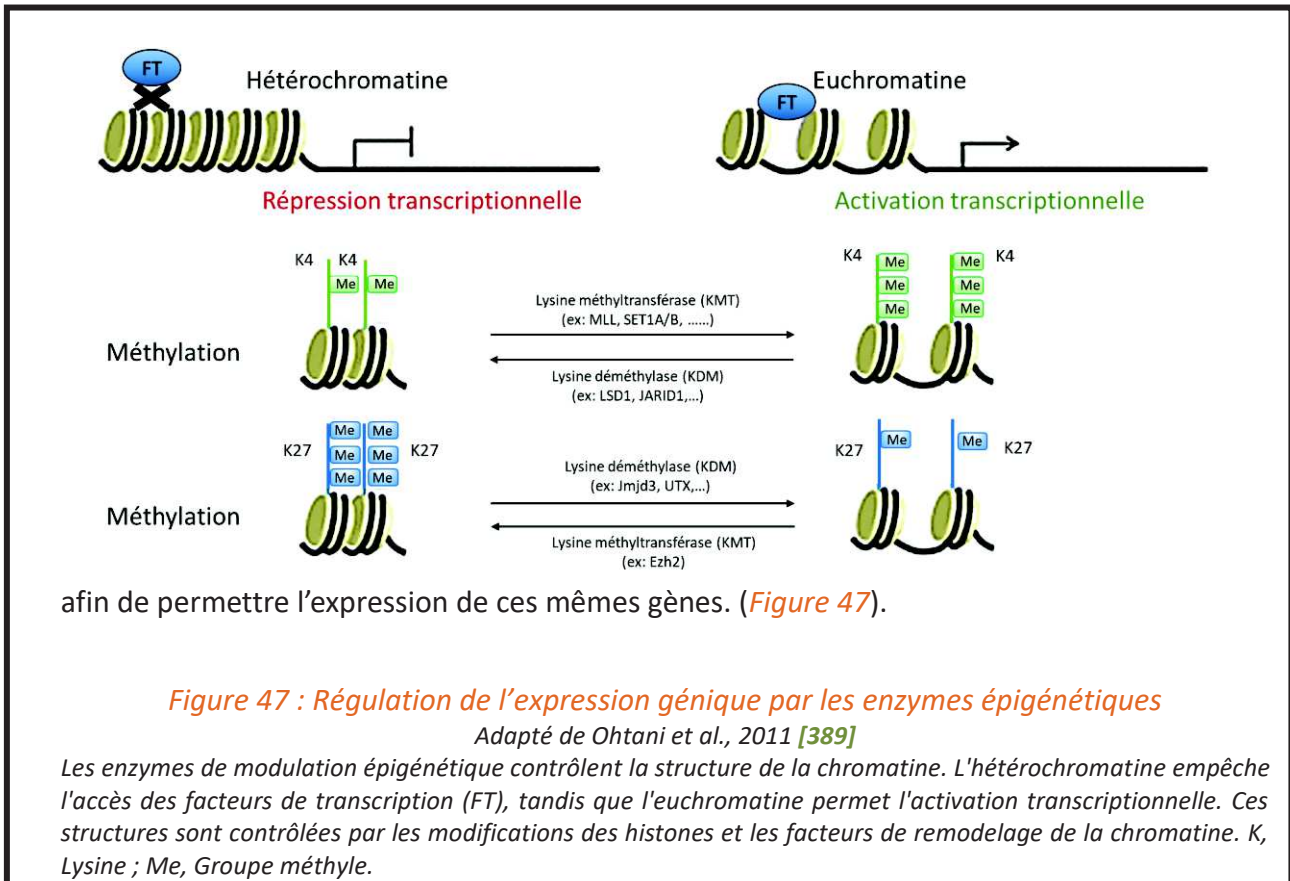 FT
Hétérochromatine
FT
Euchromatine
Répression transcriptionnelle
Activation transcriptionnelle
K4 K4
Me Me
K4 Me Me K4
Me Me
Me Me
Lysine méthyltransférase (KMT)
(ex: MLL, SET1A/B, ......)
Méthylation
Lysine déméthylase (KDM)
(ex: LSD1, JARID1,...)
K27 Me Me K27
Me Me
Me Me
K27 Me Me K27
Lysine déméthylase (KDM)
(ex: Jmjd3, UTX,...)
Méthylation
Lysine méthyltransférase (KMT)
(ex: Ezh2)
afin de permettre l’expression de ces mêmes gènes. (Figure 47).
Figure 47 : Régulation de l’expression génique par les enzymes épigénétiques
Adapté de Ohtani et al., 2011 [389]
Les enzymes de modulation épigénétique contrôlent la structure de la chromatine. L'hétérochromatine empêche
l'accès des facteurs de transcription (FT), tandis que l'euchromatine permet l'activation transcriptionnelle. Ces
structures sont contrôlées par les modifications des histones et les facteurs de remodelage de la chromatine. K,
Lysine ; Me, Groupe méthyle.